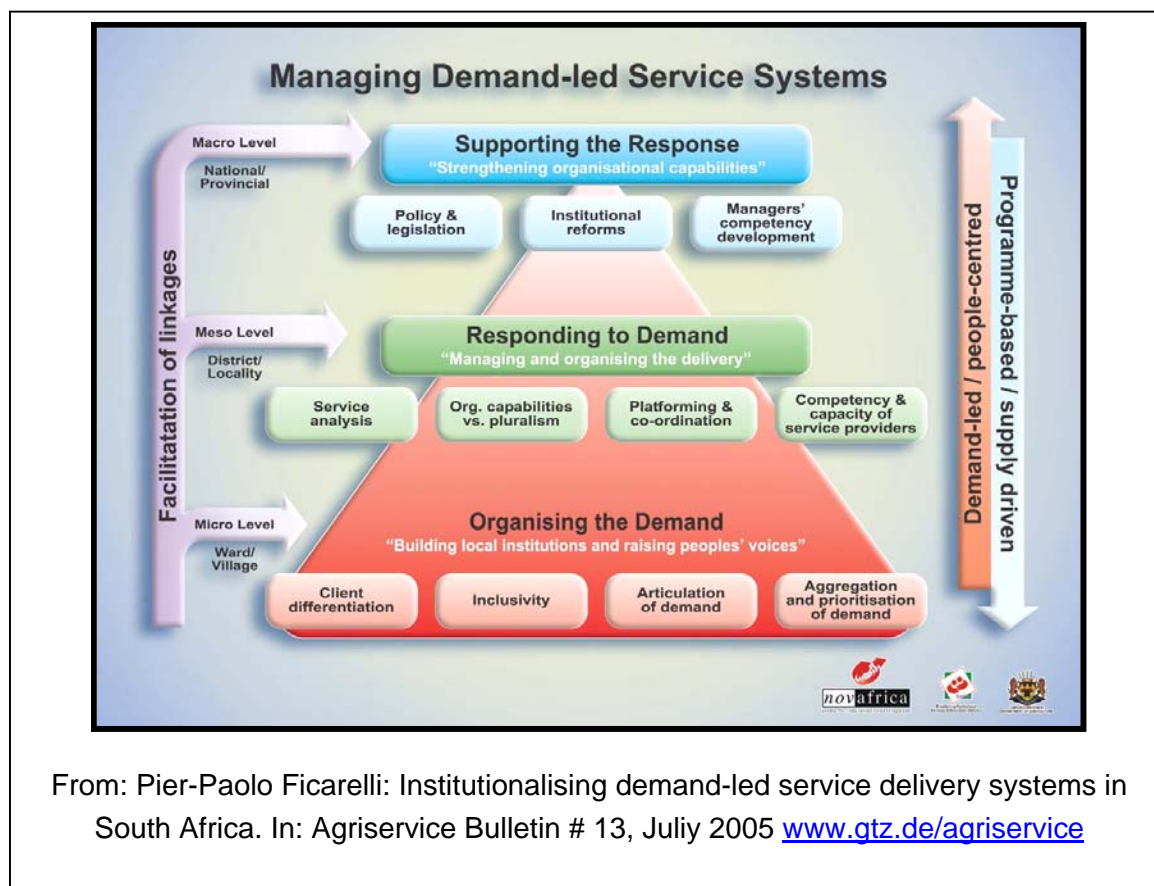 Managing Demand-led Service Systems
Macro Level
National/
Provincial
Supporting the Response
“Strengthening organisational capabilities”
Policy &
legislation
Institutional
reforms
Managers’
competency
development
Facilitatation of linkages
Meso Level
District/
Locality
Responding to Demand
“Managing and organising the delivery”
Service
analysis
Org. capabilities
vs. pluralism
Platforming &
co-ordination
Competency &
capacity of
service providers
Micro Level
Ward/
Village
Organising the Demand
“Building local institutions and raising peoples’ voices”
Client
differentiation
Inclusivity
Articulation
of demand
Aggregation
and prioritisation
of demand
Demand-led / people-centred
Programme-based / supply driven
novafrica
From: Pier-Paolo Ficarelli: Institutionalising demand-led service delivery systems in
South Africa. In: Agriservice Bulletin # 13, Juliy 2005 www.gtz.de/agriservice